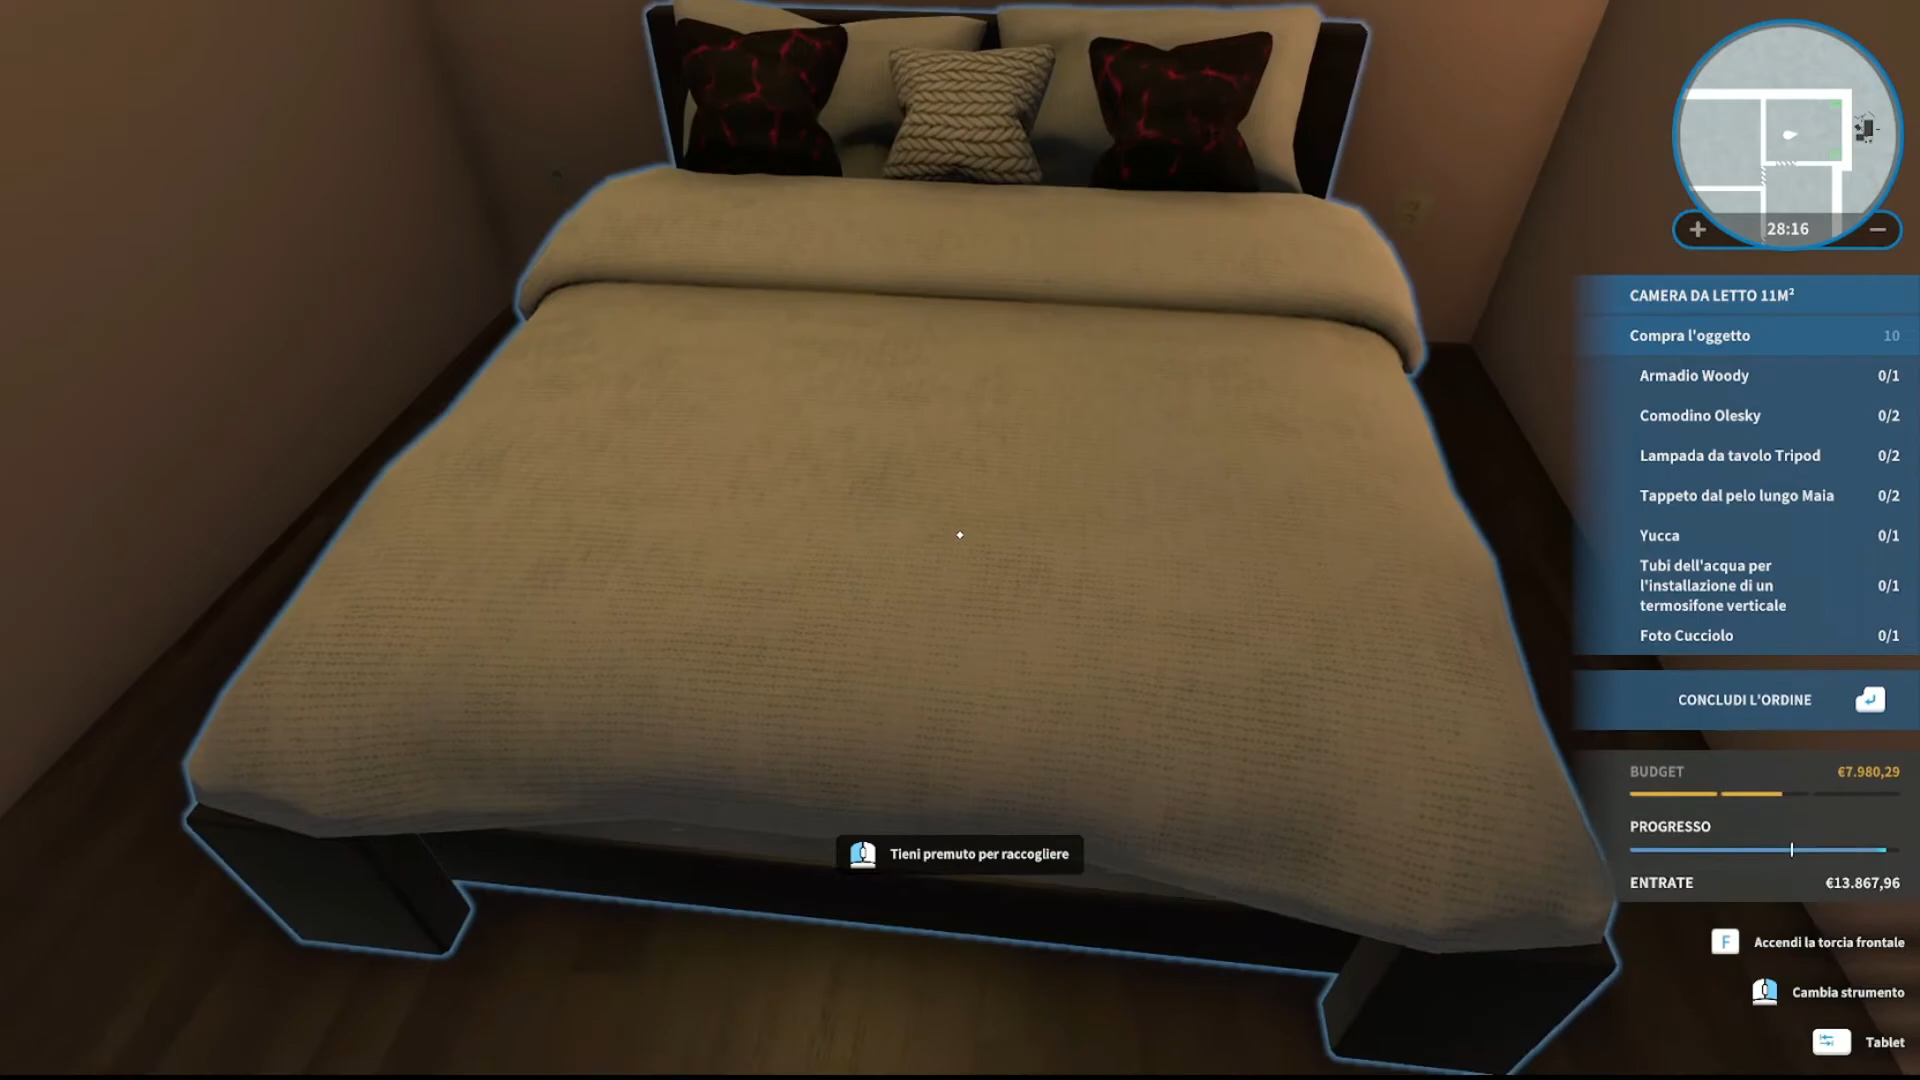 28:16
CAMERA DA LETTO 11M²
Compra l'oggetto 10
Armadio Woody 0/1
Comodino Olesky 0/2
Lampada da tavolo Tripod 0/2
Tappeto dal pelo lungo Maia 0/2
Yucca 0/1
Tubi dell'acqua per
l'installazione di un 0/1
termosifone verticale
Foto Cucciolo 0/1
CONCLUDI L'ORDINE
BUDGET €7.980,29
PROGRESSO
Tieni premuto per raccogliere
ENTRATE €13.867,96
F Accendi la torcia frontale
Cambia strumento
Tablet